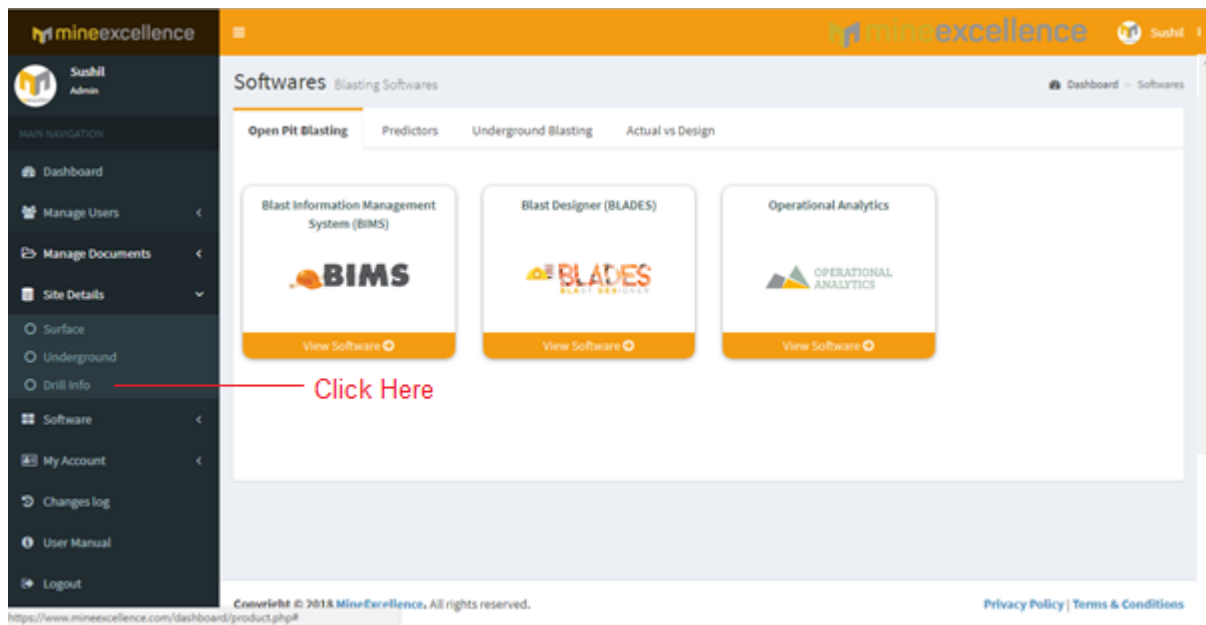 mineexcellence
mineexcellence
Sushil
Sushil
Admin
Softwares Blasting Softwares
Dashboard > Softwares
MAIN NAVIGATION
Dashboard
Manage Users
Manage Documents
Site Details
Surface
Underground
Drill Info
Software
My Account
Changes log
User Manual
Logout
Open Pit Blasting Predictors Underground Blasting Actual vs Design
Blast Information Management
System (BIMS)
BIMS
View Software
Blast Designer (BLADES)
BLADES
BLAST DESIGNER
View Software
Operational Analytics
OPERATIONAL
ANALYTICS
View Software
Click Here
Copyright © 2018 MineExcellence. All rights reserved.
Privacy Policy | Terms & Conditions
https://www.mineexcellence.com/dashboard/product.php#